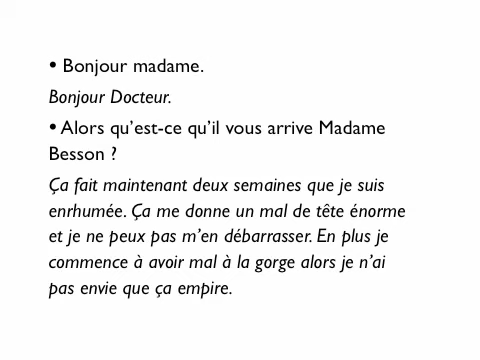 • Bonjour madame.
Bonjour Docteur.
• Alors qu’est-ce qu’il vous arrive Madame
Besson ?
Ça fait maintenant deux semaines que je suis
enrhumée. Ça me donne un mal de tête énorme
et je ne peux pas m’en débarrasser. En plus je
commence à avoir mal à la gorge alors je n’ai
pas envie que ça empire.